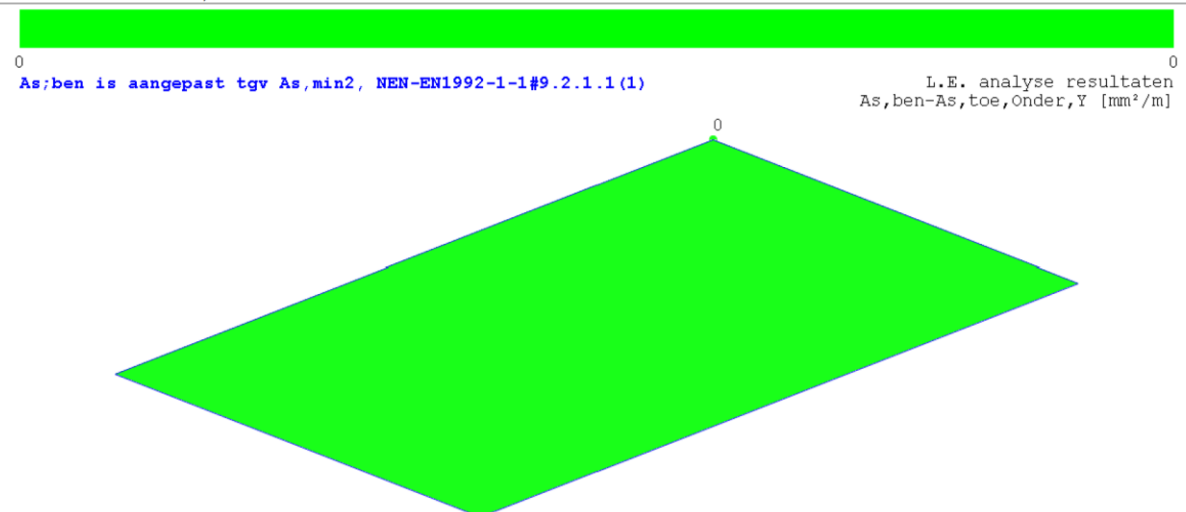 0
0
As;ben is aangepast tgv As,min2, NEN-EN1992-1-1#9.2.1.1(1)
L.E. analyse resultaten
As,ben-As,toe,Onder,Y [mm²/m]
0